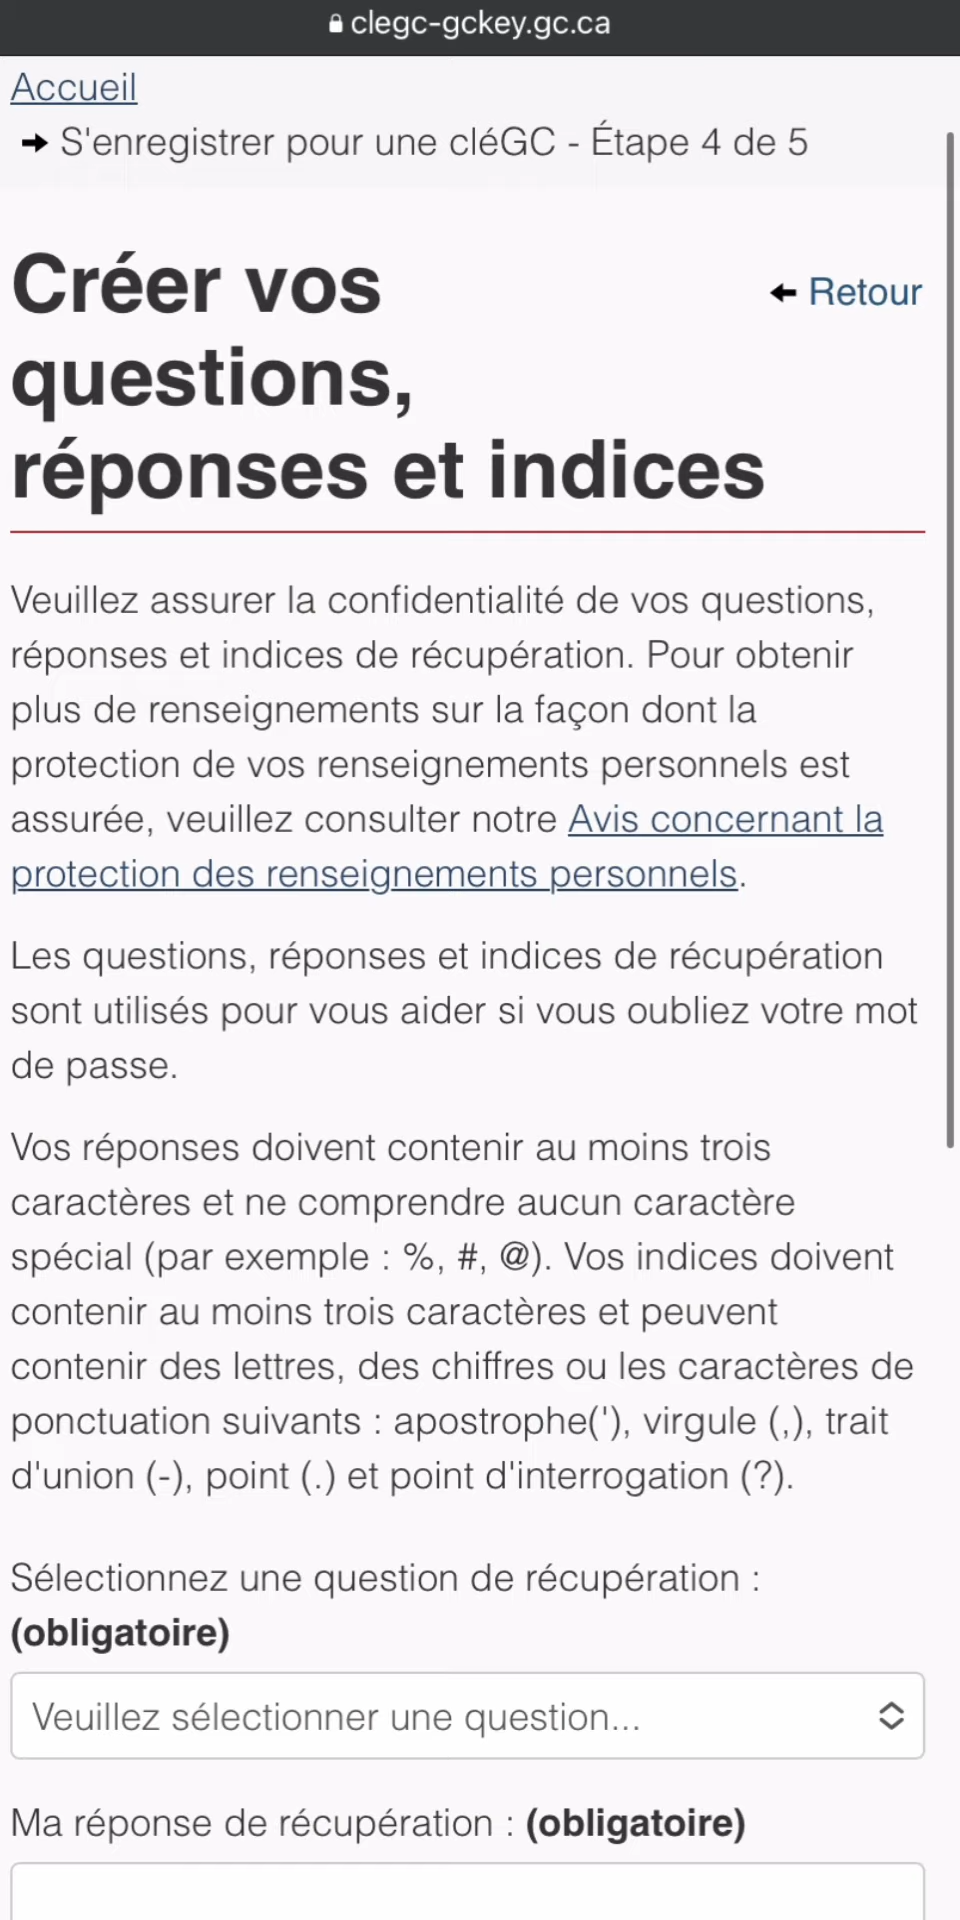 clegc-gckey.gc.ca
Accueil
➔ S'enregistrer pour une cléGC - Étape 4 de 5
Créer vos
questions,
réponses et indices
← Retour
Veuillez assurer la confidentialité de vos questions,
réponses et indices de récupération. Pour obtenir
plus de renseignements sur la façon dont la
protection de vos renseignements personnels est
assurée, veuillez consulter notre Avis concernant la
protection des renseignements personnels.
Les questions, réponses et indices de récupération
sont utilisés pour vous aider si vous oubliez votre mot
de passe.
Vos réponses doivent contenir au moins trois
caractères et ne comprendre aucun caractère
spécial (par exemple : %, #, @). Vos indices doivent
contenir au moins trois caractères et peuvent
contenir des lettres, des chiffres ou les caractères de
ponctuation suivants : apostrophe('), virgule (,), trait
d'union (-), point (.) et point d'interrogation (?).
Sélectionnez une question de récupération :
(obligatoire)
Veuillez sélectionner une question...
Ma réponse de récupération : (obligatoire)